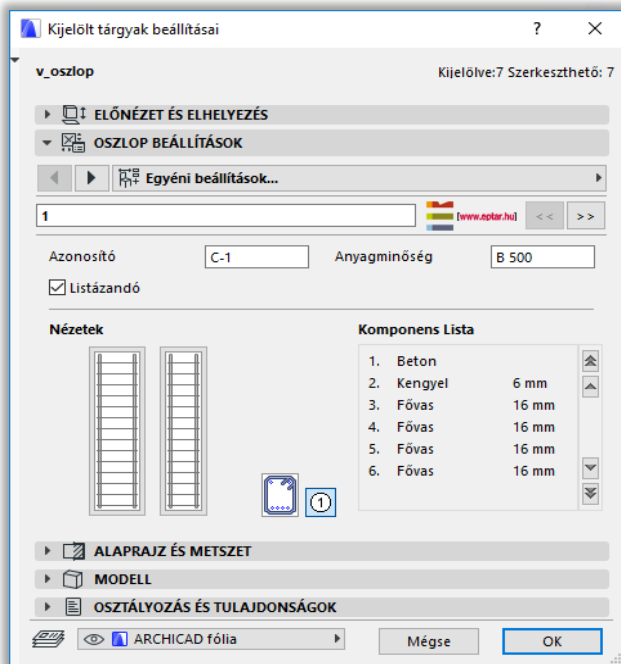 Kijelölt tárgyak beállításai ?
v_oszlop Kijelölve:7 Szerkeszthető: 7
ELŐNÉZET ÉS ELHELYEZÉS
OSZLOP BEÁLLÍTÁSOK
Egyéni beállítások...
1 [www.eptar.hu] << >>
Azonosító C-1 Anyagminőség B 500
Listázandó
Nézetek Komponens Lista
1. Beton
2. Kengyel 6 mm
3. Fővas 16 mm
4. Fővas 16 mm
5. Fővas 16 mm
6. Fővas 16 mm
1
ALAPRAJZ ÉS METSZET
MODELL
OSZTÁLYOZÁS ÉS TULAJDONSÁGOK
ARCHICAD fólia Mégse OK